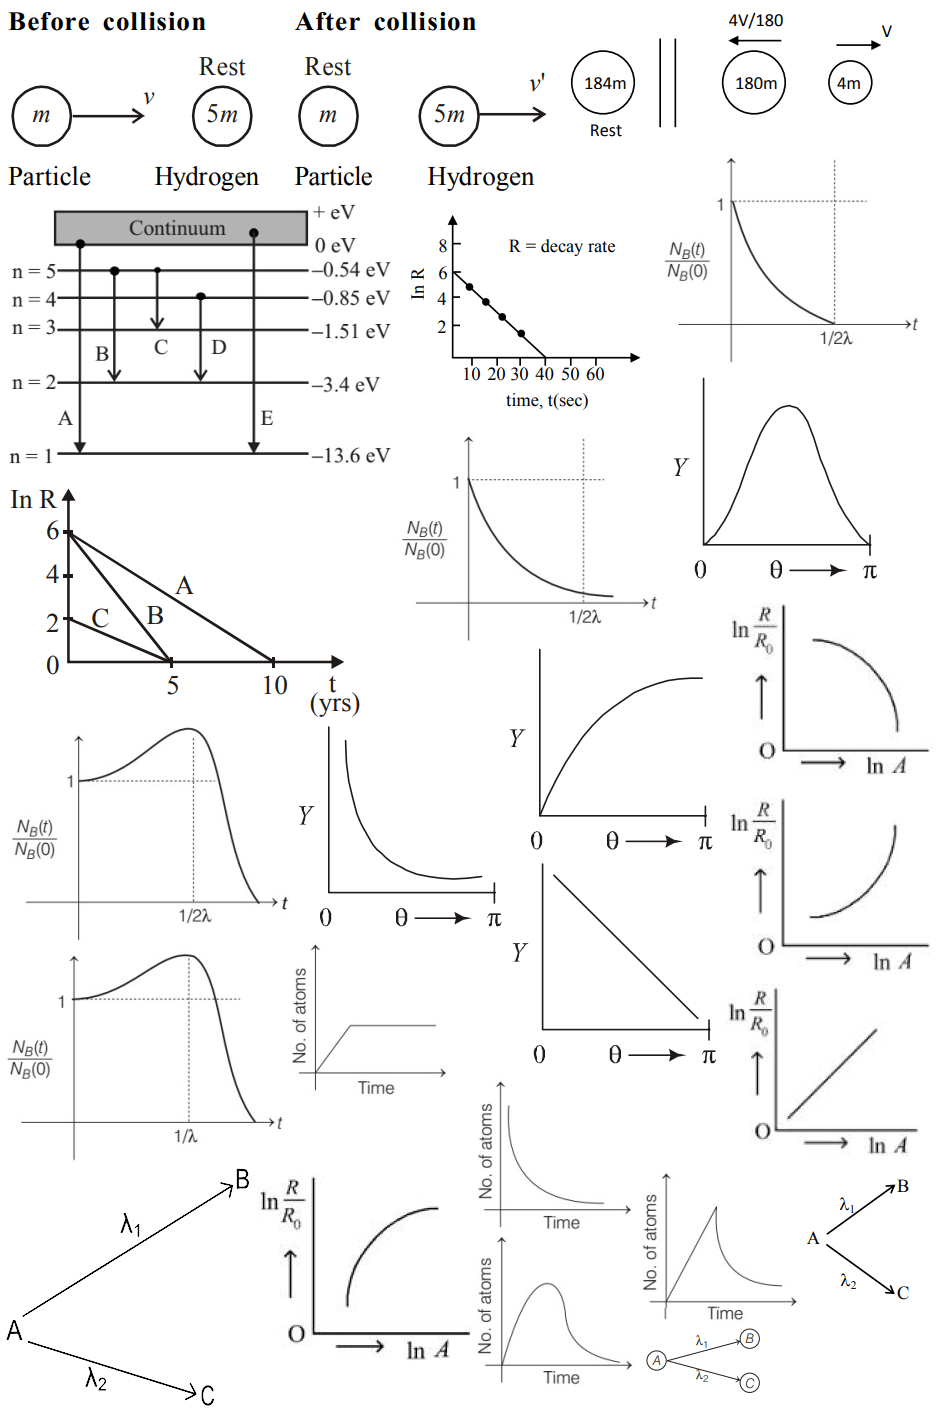 Before collision After collision
m v Rest 5m Rest m 5m v'
Particle Hydrogen Particle Hydrogen
184m
Rest
4V/180
180m
V
4m
Continuum
+ eV
0 eV
n = 5 –0.54 eV
n = 4 –0.85 eV
n = 3 –1.51 eV
n = 2 –3.4 eV
n = 1 –13.6 eV
A B C D E
R = decay rate
In R
8
6
4
2
10 20 30 40 50 60
time, t(sec)
1
N_B(t)/N_B(0)
1/2λ
t
Y
0 θ π
1
N_B(t)/N_B(0)
1/2λ
t
In R
6
4
2
0
A
B
C
5 10 t
(yrs)
ln R/R₀
O ln A
Y
0 θ π
1
N_B(t)/N_B(0)
1/2λ
t
Y
0 θ π
ln R/R₀
O ln A
Y
0 θ π
1
N_B(t)/N_B(0)
1/λ
t
No. of atoms
Time
ln R/R₀
O ln A
No. of atoms
Time
A
λ₁
B
λ₂
C
ln R/R₀
O ln A
No. of atoms
Time
No. of atoms
Time
A
λ₁
B
λ₂
C
A
λ₁
B
λ₂
C